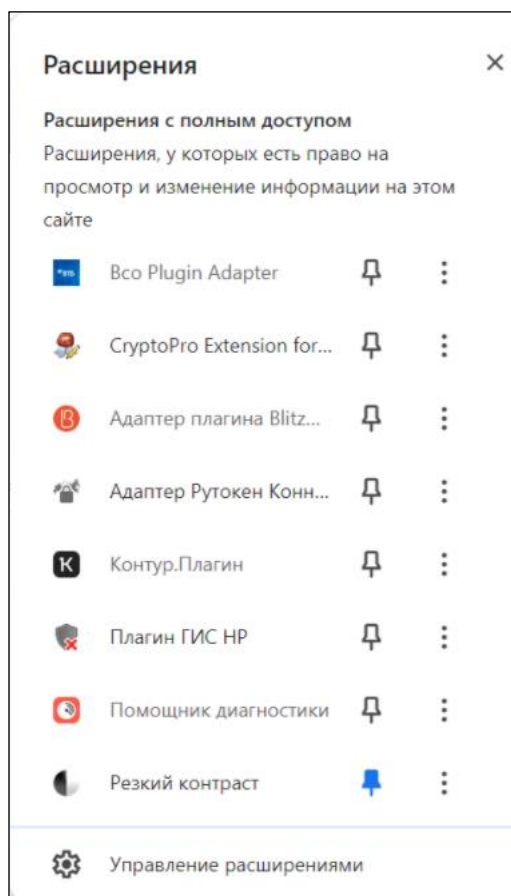 Расширения
Расширения с полным доступом
Расширения, у которых есть право на
просмотр и изменение информации на этом
сайте
Bco Plugin Adapter
CryptoPro Extension for...
Адаптер плагина Blitz...
Адаптер Рутокен Конн...
Контур.Плагин
Плагин ГИС НР
Помощник диагностики
Резкий контраст
Управление расширениями